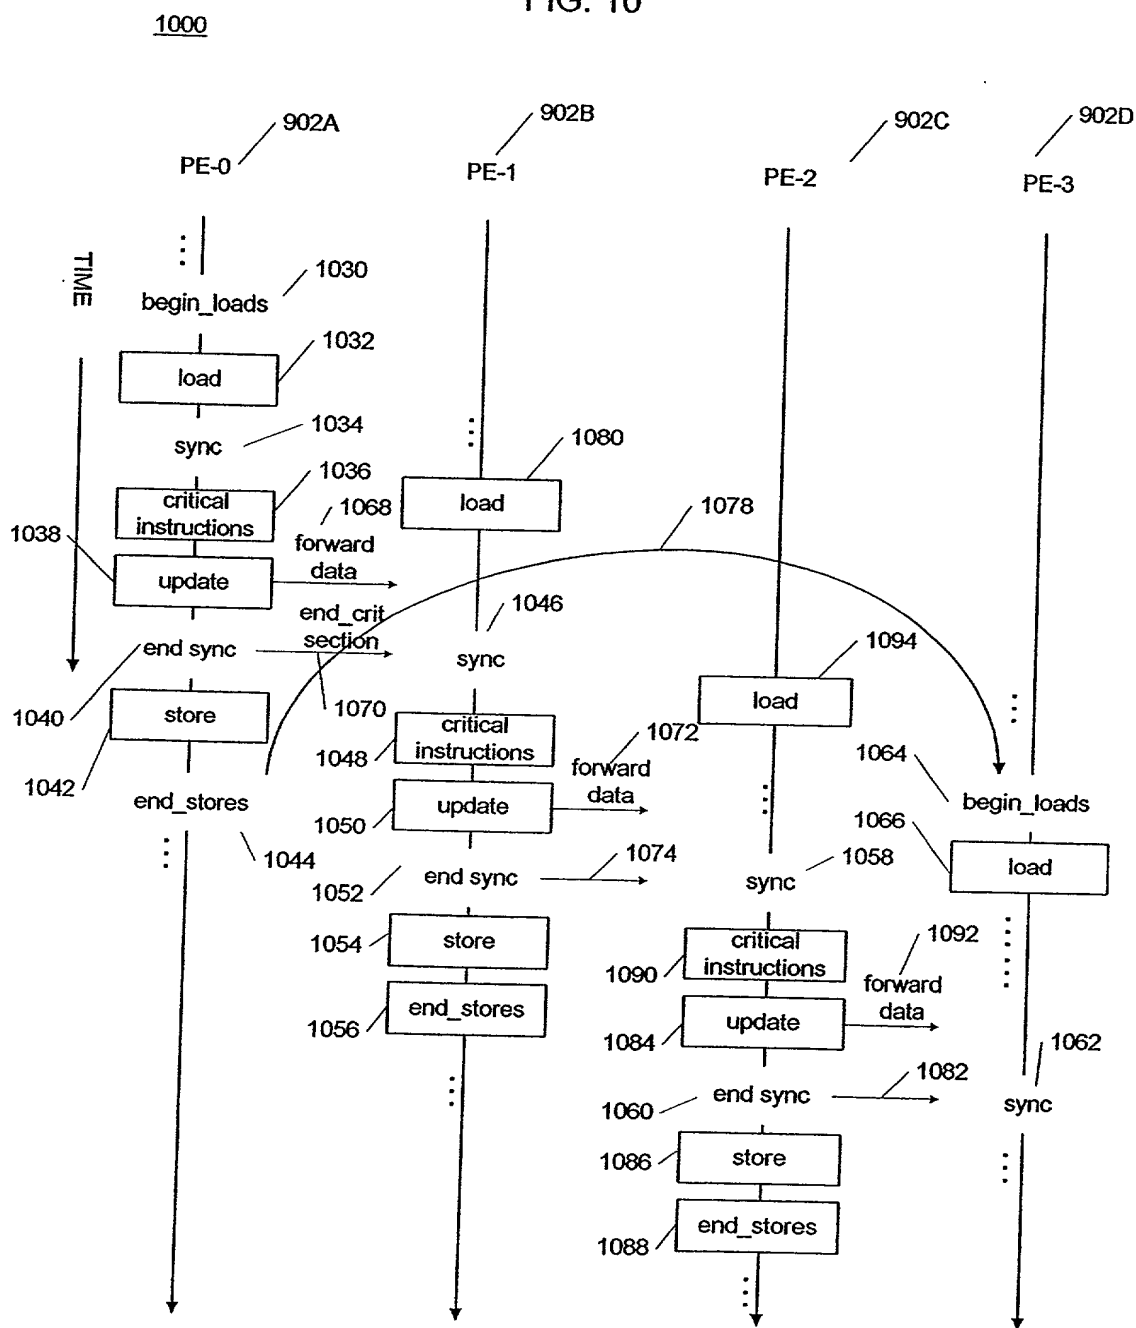 FIG. 10
1000
902A
902B
902C
902D
PE-0
PE-1
PE-2
PE-3
TIME
1030
begin_loads
1032
load
1034
sync
1036
critical
instructions
1038
1068
forward
data
update
end_crit
section
end sync
1040
1070
store
1042
end_stores
1044
1080
load
1078
1046
sync
critical
instructions
1048
1072
forward
data
update
1050
1074
end sync
1052
store
1054
end_stores
1056
1094
load
1058
sync
critical
instructions
1090
1092
forward
data
update
1084
1082
end sync
1060
store
1086
end_stores
1088
1064
begin_loads
1066
load
1062
sync